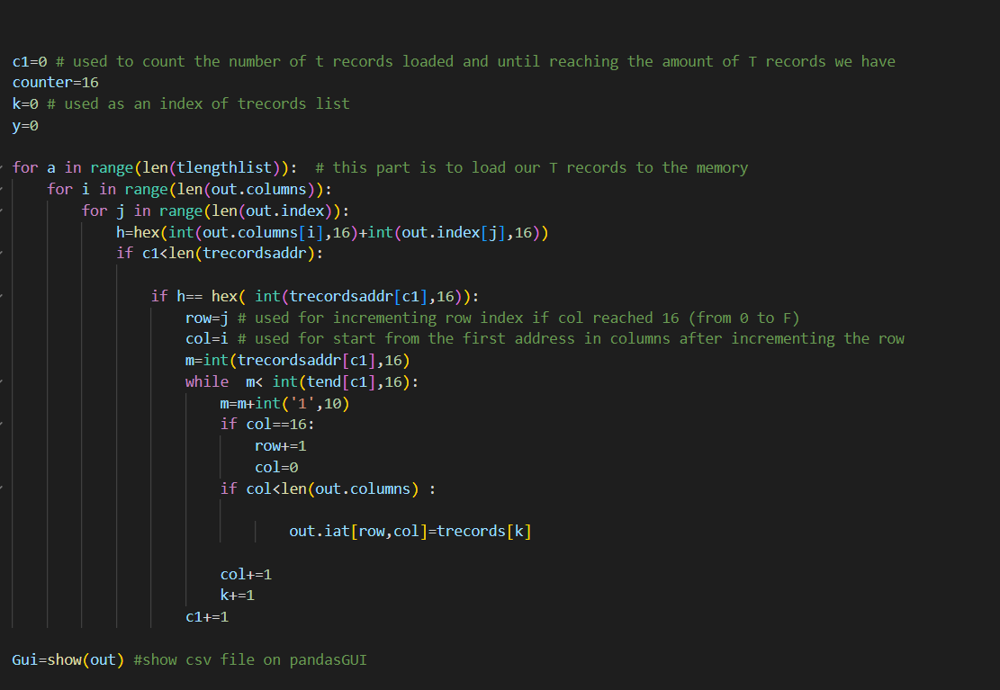 c1=0 # used to count the number of t records loaded and until reaching the amount of T records we have
counter=16
k=0 # used as an index of trecords list
y=0
for a in range(len(tlengthlist)):  # this part is to load our T records to the memory
    for i in range(len(out.columns)):
        for j in range(len(out.index)):
            h=hex(int(out.columns[i],16)+int(out.index[j],16))
            if c1<len(trecordsaddr):
                if h== hex( int(trecordsaddr[c1],16)):
                    row=j # used for incrementing row index if col reached 16 (from 0 to F)
                    col=i # used for start from the first address in columns after incrementing the row
                    m=int(trecordsaddr[c1],16)
                    while  m< int(tend[c1],16):
                        m=m+int('1',10)
                        if col==16:
                            row+=1
                            col=0
                        if col<len(out.columns) :
                                out.iat[row,col]=trecords[k]
                        col+=1
                        k+=1
                    c1+=1
Gui=show(out) #show csv file on pandasGUI